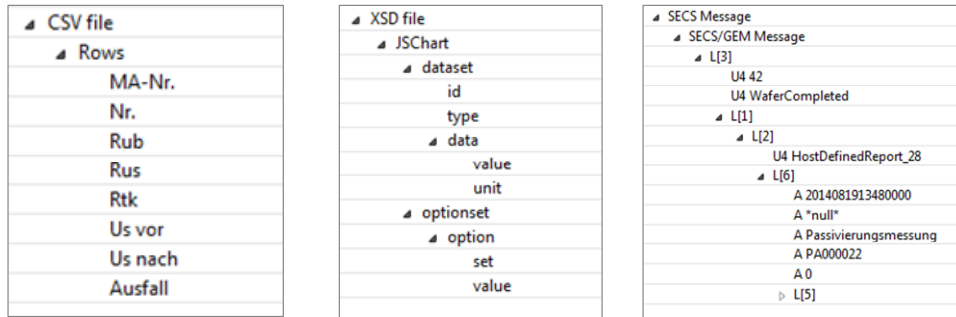 CSV file
Rows
MA-Nr.
Nr.
Rub
Rus
Rtk
Us vor
Us nach
Ausfall
XSD file
JSChart
dataset
id
type
data
value
unit
optionset
option
set
value
SECS Message
SECS/GEM Message
L[3]
U4 42
U4 WaferCompleted
L[1]
L[2]
U4 HostDefinedReport_28
L[6]
A 2014081913480000
A *null*
A Passivierungsmessung
A PA000022
A 0
L[5]